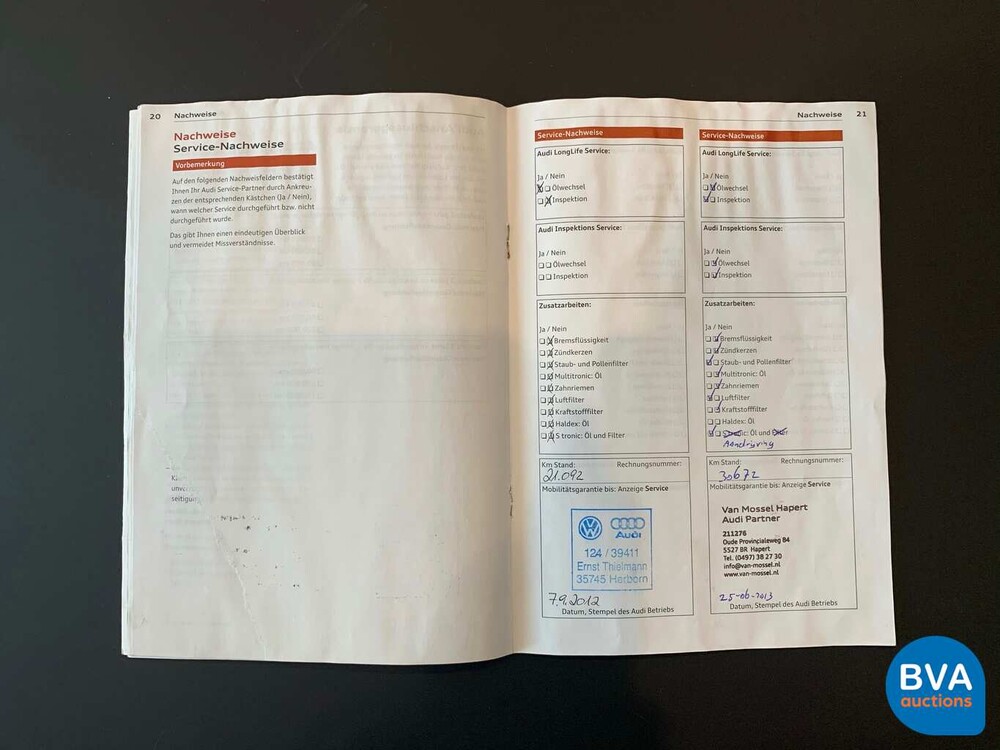 20 Nachweise
Nachweise
Service-Nachweise
Vorbemerkung
Auf den folgenden Nachweisfeldern bestätigt
Ihnen Ihr Audi Service-Partner durch Ankreu-
zen der entsprechenden Kästchen (Ja / Nein),
wann welcher Service durchgeführt bzw. nicht
durchgeführt wurde.
Das gibt Ihnen einen eindeutigen Überblick
und vermeidet Missverständnisse.
Nachweise 21
Service-Nachweise
Audi LongLife Service:
Ja / Nein
Ölwechsel
Inspektion
Audi Inspektions Service:
Ja / Nein
Ölwechsel
Inspektion
Zusatzarbeiten:
Ja / Nein
Bremsflüssigkeit
Zündkerzen
Staub- und Pollenfilter
Multitronic: Öl
Zahnriemen
Luftfilter
Kraftstofffilter
Haldex: Öl
S tronic: Öl und Filter
Km Stand: Rechnungsnummer:
21.092
Mobilitätsgarantie bis: Anzeige Service
Audi
124 / 39411
Ernst Thielmann
35745 Herborn
7.9.2012
Datum, Stempel des Audi Betriebs
Service-Nachweise
Audi LongLife Service:
Ja / Nein
Ölwechsel
Inspektion
Audi Inspektions Service:
Ja / Nein
Ölwechsel
Inspektion
Zusatzarbeiten:
Ja / Nein
Bremsflüssigkeit
Zündkerzen
Staub- und Pollenfilter
Multitronic: Öl
Zahnriemen
Luftfilter
Kraftstofffilter
Haldex: Öl
S tronic: Öl und Filter
Aandrijving
Km Stand: Rechnungsnummer:
30672
Mobilitätsgarantie bis: Anzeige Service
Van Mossel Hapert
Audi Partner
211276
Oude Provincialeweg 84
5527 BR Hapert
Tel. (0497) 38 27 30
info@van-mossel.nl
www.van-mossel.nl
25-06-2013
Datum, Stempel des Audi Betriebs
BVA
auctions